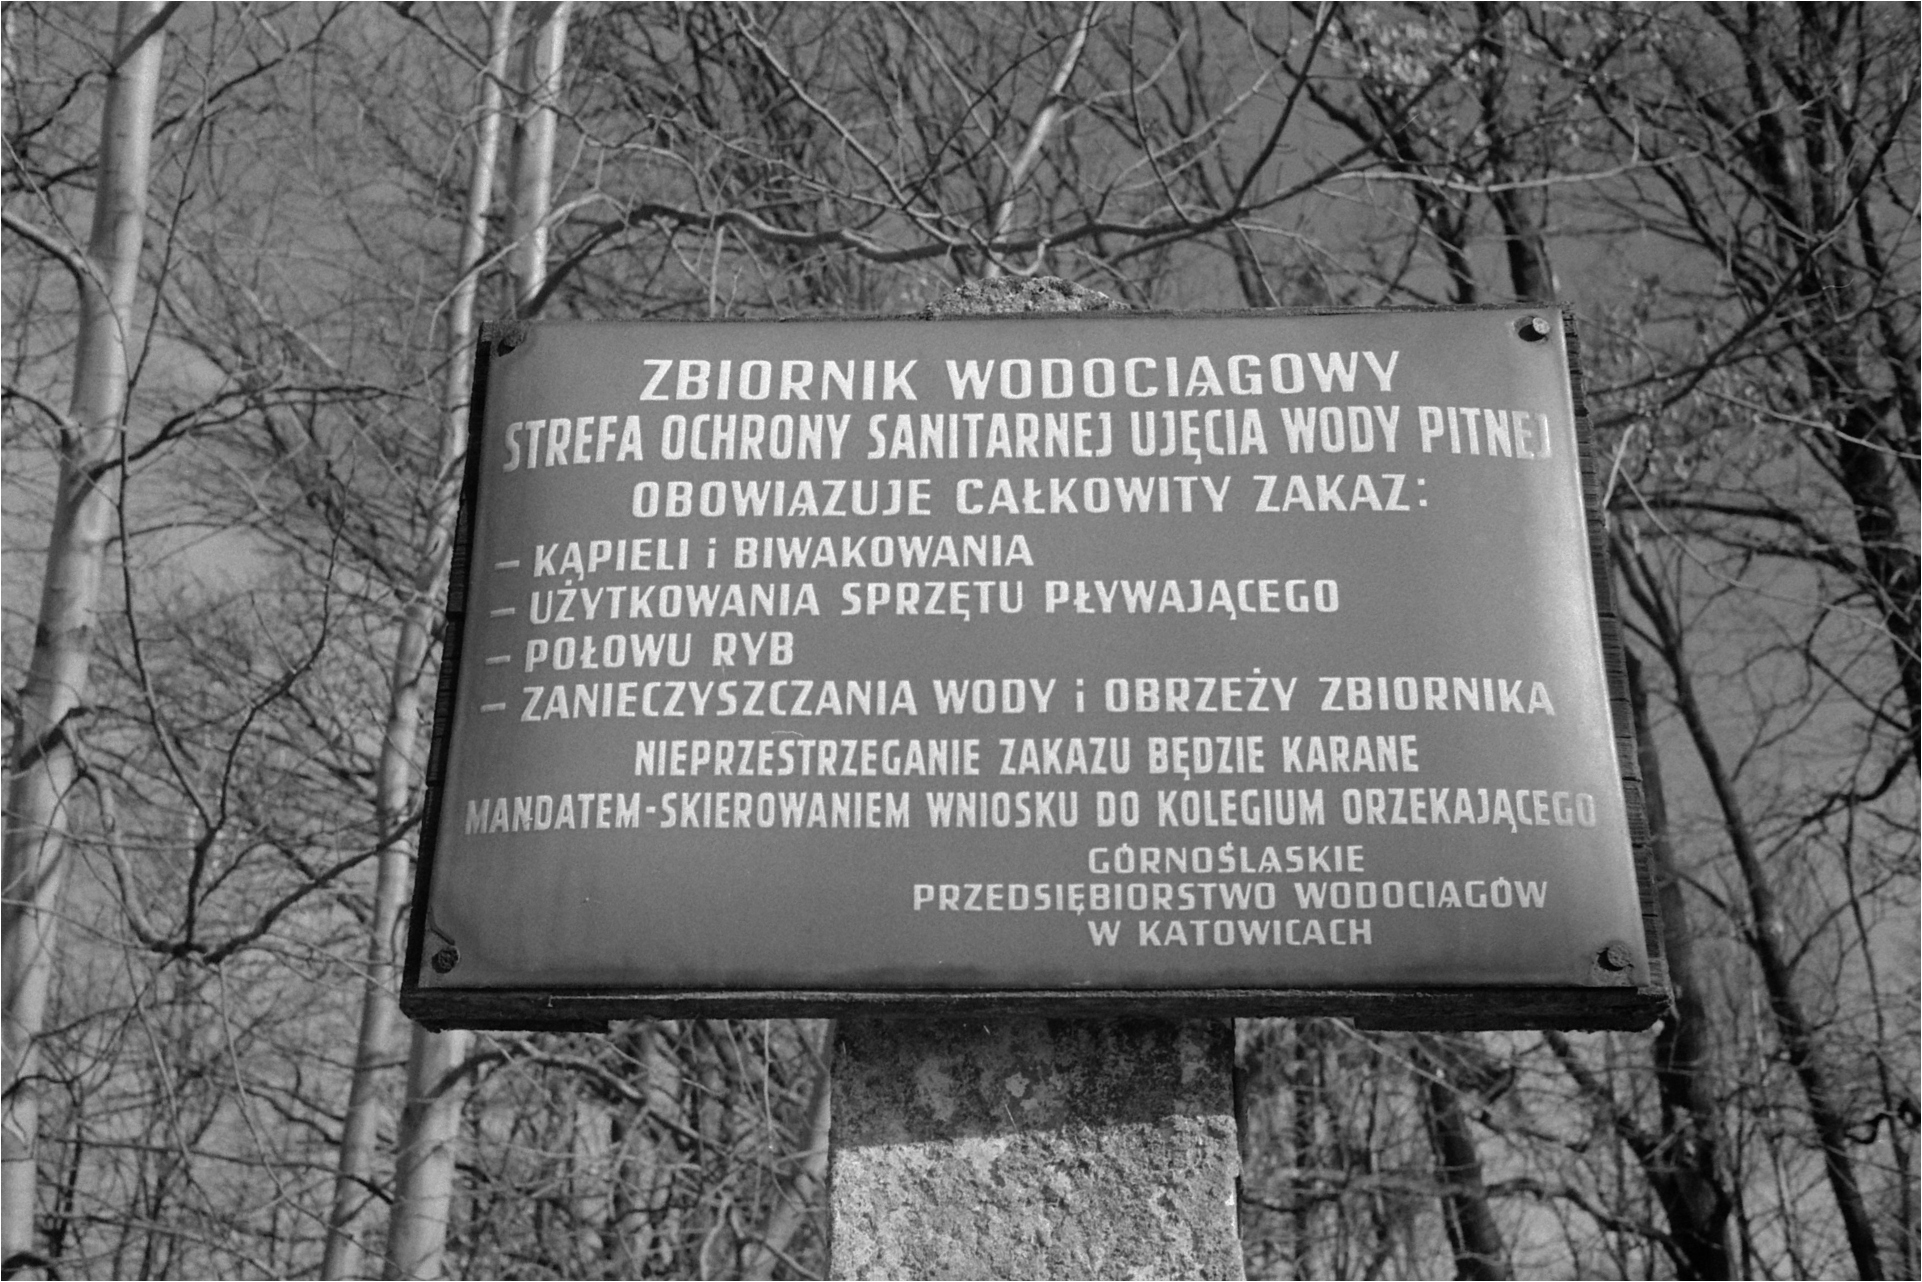 ZBIORNIK WODOCIĄGOWY
STREFA OCHRONY SANITARNEJ UJĘCIA WODY PITNEJ
OBOWIĄZUJE CAŁKOWITY ZAKAZ:
– KĄPIELI i BIWAKOWANIA
– UŻYTKOWANIA SPRZĘTU PŁYWAJĄCEGO
– POŁOWU RYB
– ZANIECZYSZCZANIA WODY i OBRZEŻY ZBIORNIKA
NIEPRZESTRZEGANIE ZAKAZU BĘDZIE KARANE
MANDATEM-SKIEROWANIEM WNIOSKU DO KOLEGIUM ORZEKAJĄCEGO
GÓRNOŚLĄSKIE
PRZEDSIĘBIORSTWO WODOCIĄGÓW
W KATOWICACH